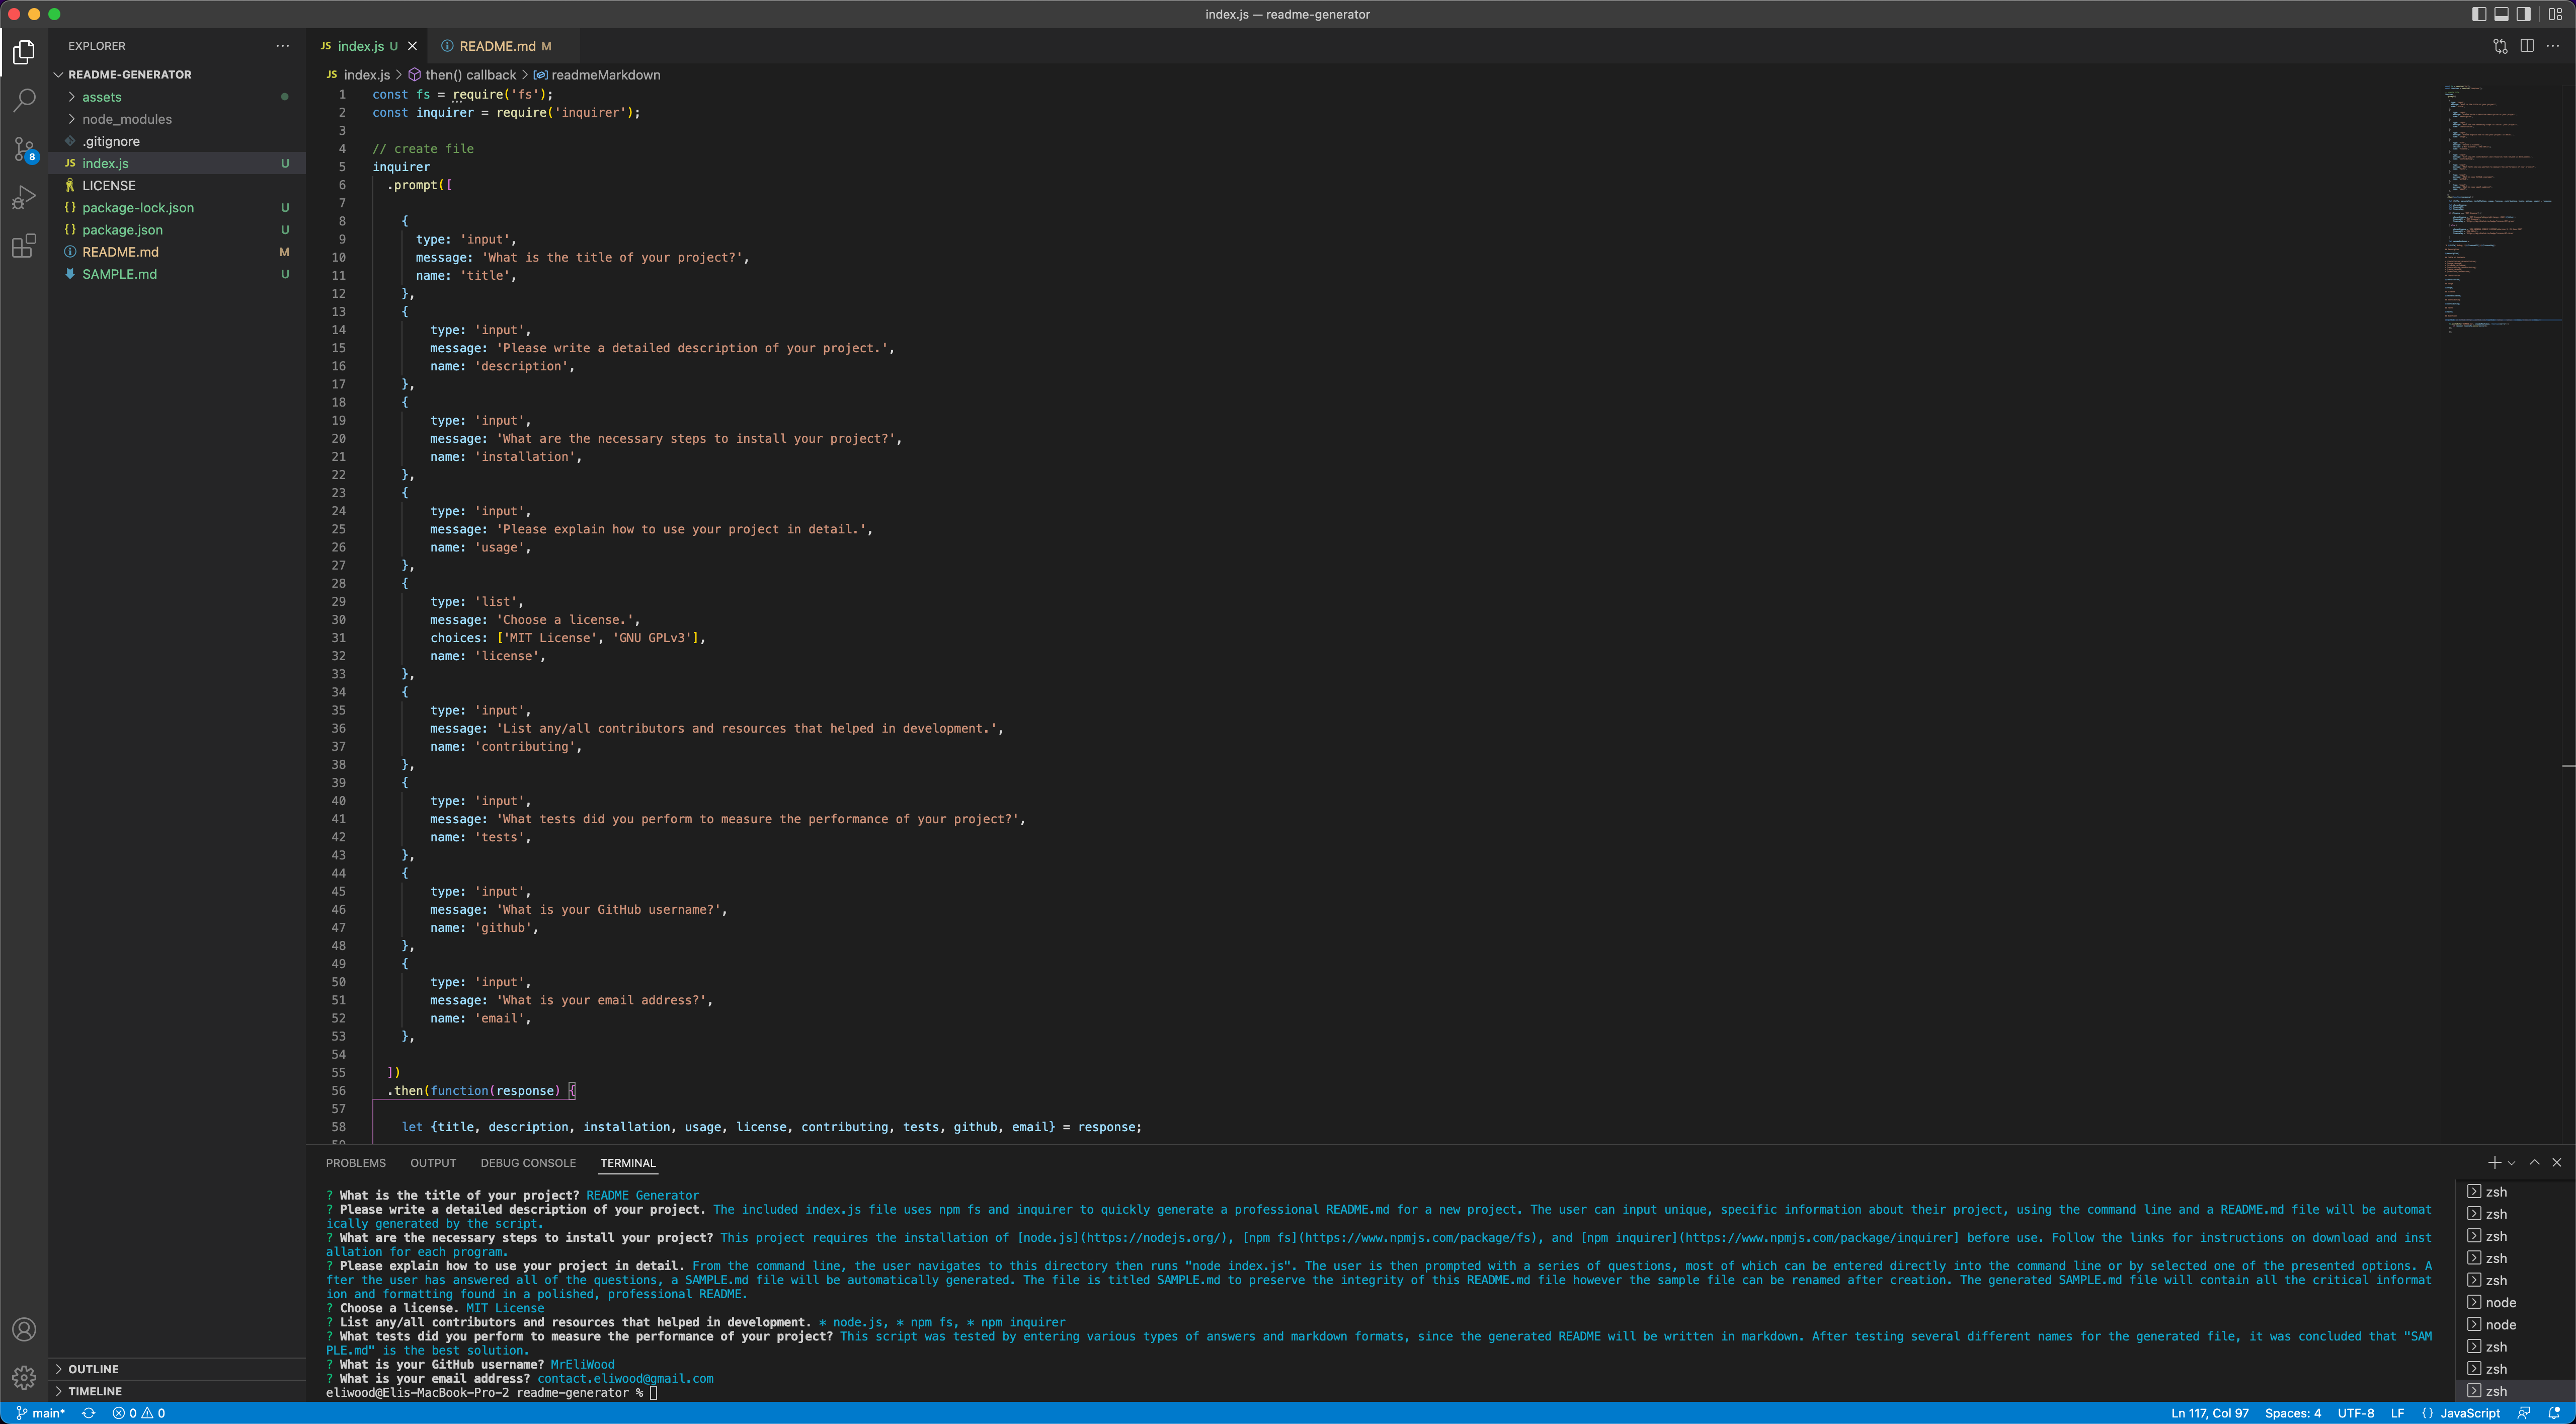 index.js — readme-generator
EXPLORER
README-GENERATOR
assets
node_modules
.gitignore
JS index.js U
LICENSE
{} package-lock.json U
{} package.json U
README.md M
SAMPLE.md U
OUTLINE
TIMELINE
8
JS index.js U
README.md M
JS index.js > then() callback > readmeMarkdown
1 const fs = require('fs');
2 const inquirer = require('inquirer');
3
4 // create file
5 inquirer
6 .prompt([
7
8 {
9 type: 'input',
10 message: 'What is the title of your project?',
11 name: 'title',
12 },
13 {
14 type: 'input',
15 message: 'Please write a detailed description of your project.',
16 name: 'description',
17 },
18 {
19 type: 'input',
20 message: 'What are the necessary steps to install your project?',
21 name: 'installation',
22 },
23 {
24 type: 'input',
25 message: 'Please explain how to use your project in detail.',
26 name: 'usage',
27 },
28 {
29 type: 'list',
30 message: 'Choose a license.',
31 choices: ['MIT License', 'GNU GPLv3'],
32 name: 'license',
33 },
34 {
35 type: 'input',
36 message: 'List any/all contributors and resources that helped in development.',
37 name: 'contributing',
38 },
39 {
40 type: 'input',
41 message: 'What tests did you perform to measure the performance of your project?',
42 name: 'tests',
43 },
44 {
45 type: 'input',
46 message: 'What is your GitHub username?',
47 name: 'github',
48 },
49 {
50 type: 'input',
51 message: 'What is your email address?',
52 name: 'email',
53 },
54
55 ])
56 .then(function(response) {
57
58 let {title, description, installation, usage, license, contributing, tests, github, email} = response;
59
PROBLEMS OUTPUT DEBUG CONSOLE TERMINAL
? What is the title of your project? README Generator
? Please write a detailed description of your project. The included index.js file uses npm fs and inquirer to quickly generate a professional README.md for a new project. The user can input unique, specific information about their project, using the command line and a README.md file will be automat
ically generated by the script.
? What are the necessary steps to install your project? This project requires the installation of [node.js](https://nodejs.org/), [npm fs](https://www.npmjs.com/package/fs), and [npm inquirer](https://www.npmjs.com/package/inquirer] before use. Follow the links for instructions on download and inst
allation for each program.
? Please explain how to use your project in detail. From the command line, the user navigates to this directory then runs "node index.js". The user is then prompted with a series of questions, most of which can be entered directly into the command line or by selected one of the presented options. A
fter the user has answered all of the questions, a SAMPLE.md file will be automatically generated. The file is titled SAMPLE.md to preserve the integrity of this README.md file however the sample file can be renamed after creation. The generated SAMPLE.md file will contain all the critical informat
ion and formatting found in a polished, professional README.
? Choose a license. MIT License
? List any/all contributors and resources that helped in development. * node.js, * npm fs, * npm inquirer
? What tests did you perform to measure the performance of your project? This script was tested by entering various types of answers and markdown formats, since the generated README will be written in markdown. After testing several different names for the generated file, it was concluded that "SAM
PLE.md" is the best solution.
? What is your GitHub username? MrEliWood
? What is your email address? contact.eliwood@gmail.com
eliwood@Elis-MacBook-Pro-2 readme-generator %
zsh
zsh
zsh
zsh
zsh
node
node
zsh
zsh
zsh
main* 0 0
Ln 117, Col 97 Spaces: 4 UTF-8 LF {} JavaScript